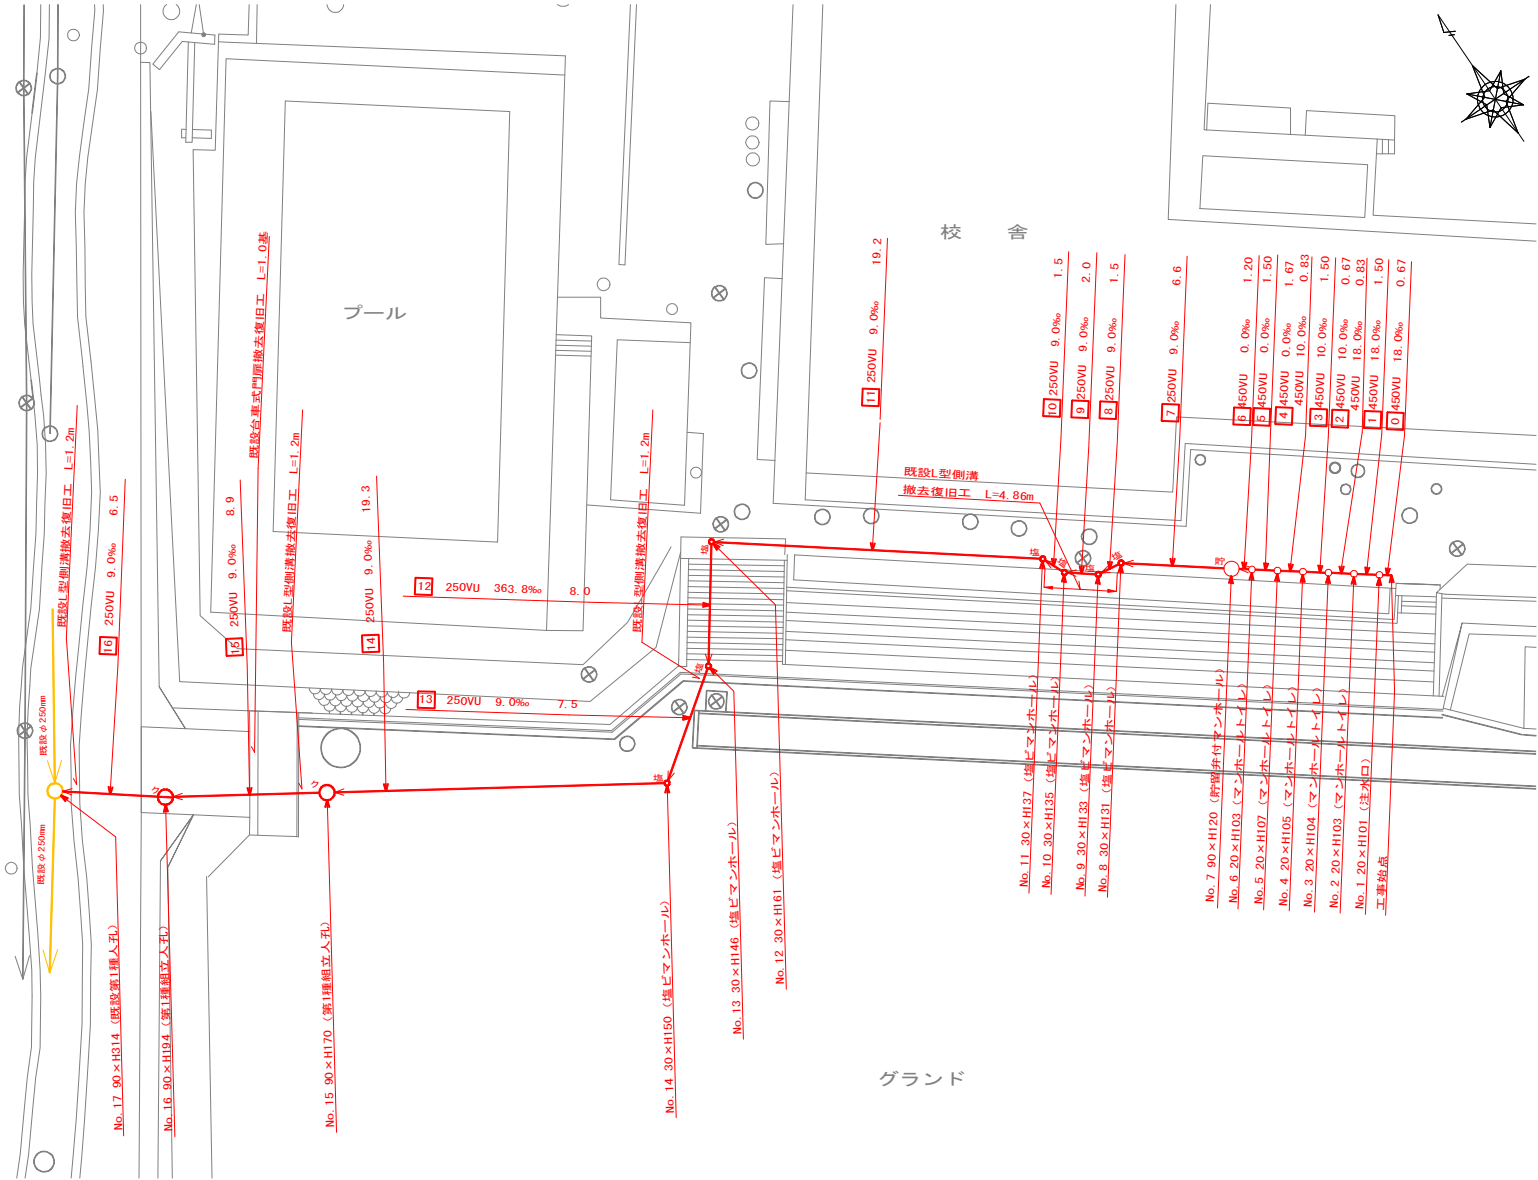 校　舎
プール
グランド
既設L型側溝
撤去復旧工　L=4.86m
既設φ250mm
既設φ250mm
既設L型側溝撤去復旧工　L=1.2m
16 250VU 9.0‰ 6.5
15 250VU 9.0‰ 8.9
既設台車式門扉撤去復旧工　L=1.0基
既設L型側溝撤去復旧工　L=1.2m
14 250VU 9.0‰ 19.3
12 250VU 363.8‰ 8.0
13 250VU 9.0‰ 7.5
既設L型側溝撤去復旧工　L=1.2m
11 250VU 9.0‰ 19.2
10 250VU 9.0‰ 1.5
9 250VU 9.0‰ 2.0
8 250VU 9.0‰ 1.5
7 250VU 9.0‰ 6.6
6 450VU 0.0‰ 1.20
5 450VU 0.0‰ 1.50
4 450VU 0.0‰ 1.67
450VU 10.0‰ 0.83
3 450VU 10.0‰ 1.50
2 450VU 10.0‰ 0.67
450VU 18.0‰ 0.83
1 450VU 18.0‰ 1.50
0 450VU 18.0‰ 0.67
ク
ク
塩
塩
塩
塩
塩
塩
塩
貯
No.17 90×H314（既設第1種人孔）
No.16 90×H194（第1種組立人孔）
No.15 90×H170（第1種組立人孔）
No.14 30×H150（塩ビマンホール）
No.13 30×H146（塩ビマンホール）
No.12 30×H161（塩ビマンホール）
No.11 30×H137（塩ビマンホール）
No.10 30×H135（塩ビマンホール）
No.9 30×H133（塩ビマンホール）
No.8 30×H131（塩ビマンホール）
No.7 90×H120（貯留弁付マンホール）
No.6 20×H103（マンホールトイレ）
No.5 20×H107（マンホールトイレ）
No.4 20×H105（マンホールトイレ）
No.3 20×H104（マンホールトイレ）
No.2 20×H103（マンホールトイレ）
No.1 20×H101（注水口）
工事始点